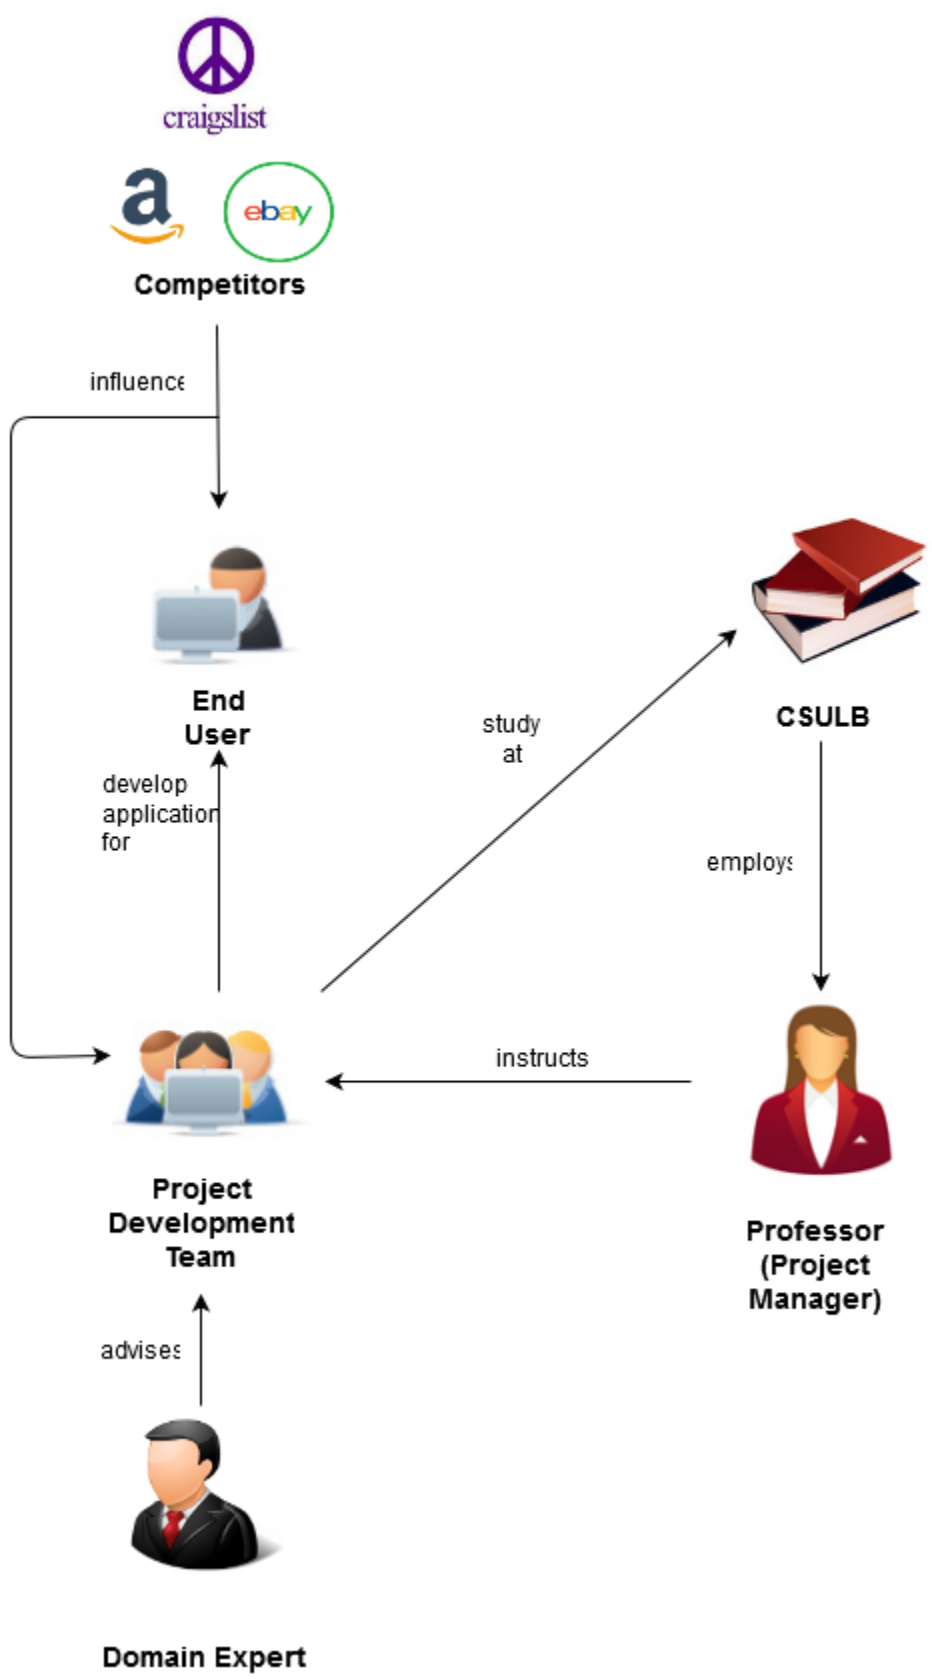 craigslist
a
ebay
Competitors
influence
End
User
develop
application
for
study
at
CSULB
employs
instructs
Project
Development
Team
Professor
(Project
Manager)
advises
Domain Expert